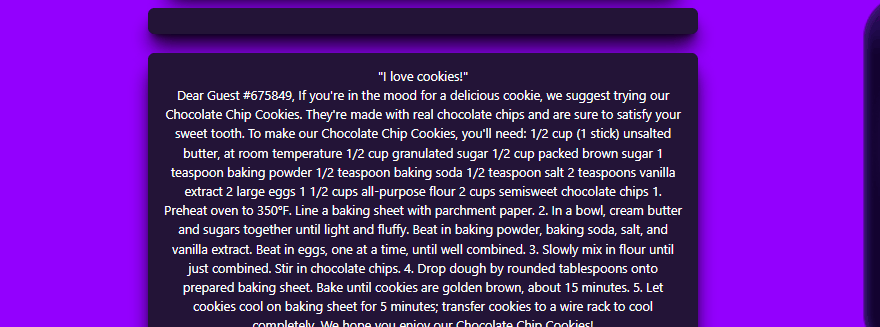 "I love cookies!"
Dear Guest #675849, If you're in the mood for a delicious cookie, we suggest trying our
Chocolate Chip Cookies. They're made with real chocolate chips and are sure to satisfy your
sweet tooth. To make our Chocolate Chip Cookies, you'll need: 1/2 cup (1 stick) unsalted
butter, at room temperature 1/2 cup granulated sugar 1/2 cup packed brown sugar 1
teaspoon baking powder 1/2 teaspoon baking soda 1/2 teaspoon salt 2 teaspoons vanilla
extract 2 large eggs 1 1/2 cups all-purpose flour 2 cups semisweet chocolate chips 1.
Preheat oven to 350°F. Line a baking sheet with parchment paper. 2. In a bowl, cream butter
and sugars together until light and fluffy. Beat in baking powder, baking soda, salt, and
vanilla extract. Beat in eggs, one at a time, until well combined. 3. Slowly mix in flour until
just combined. Stir in chocolate chips. 4. Drop dough by rounded tablespoons onto
prepared baking sheet. Bake until cookies are golden brown, about 15 minutes. 5. Let
cookies cool on baking sheet for 5 minutes; transfer cookies to a wire rack to cool
completely. We hope you enjoy our Chocolate Chip Cookies!